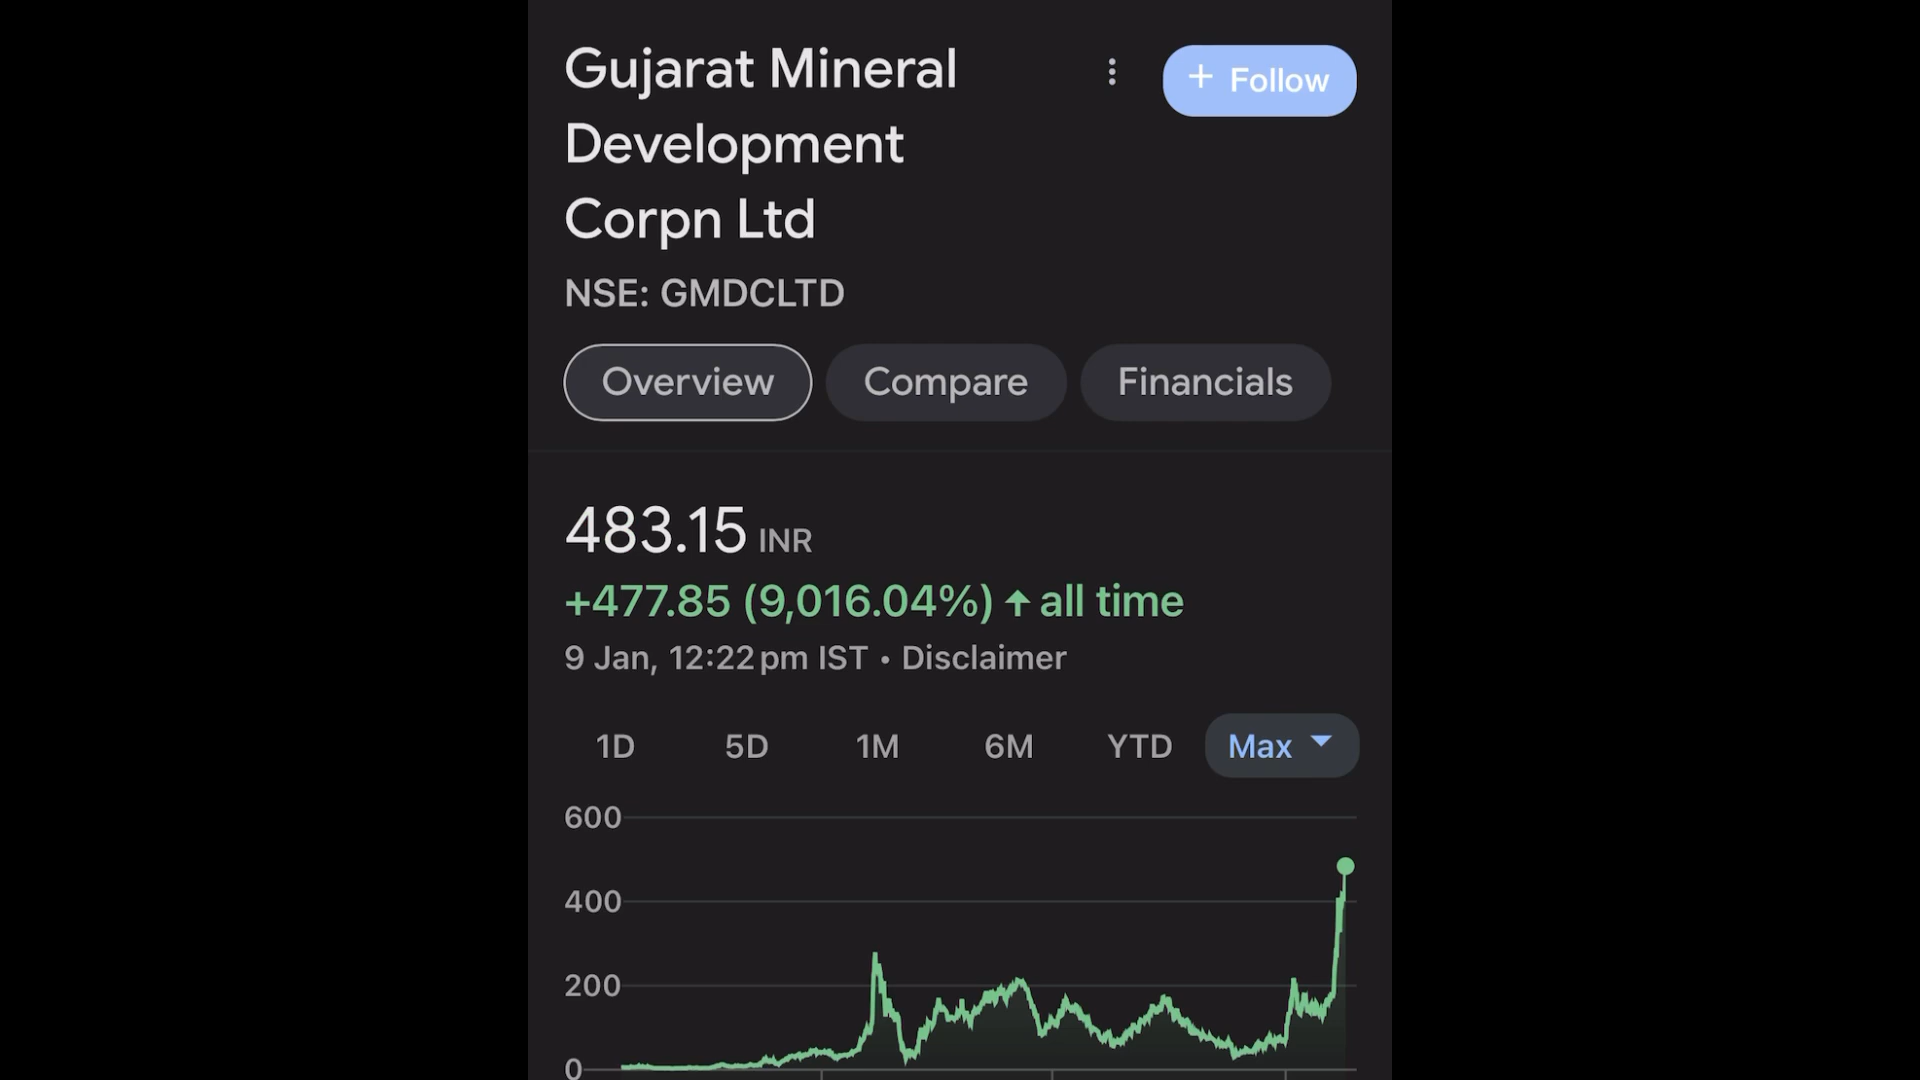 Gujarat Mineral
Development
Corpn Ltd
+ Follow
NSE: GMDCLTD
Overview
Compare
Financials
483.15 INR
+477.85 (9,016.04%) ↑ all time
9 Jan, 12:22 pm IST • Disclaimer
1D 5D 1M 6M YTD Max
600
400
200
0